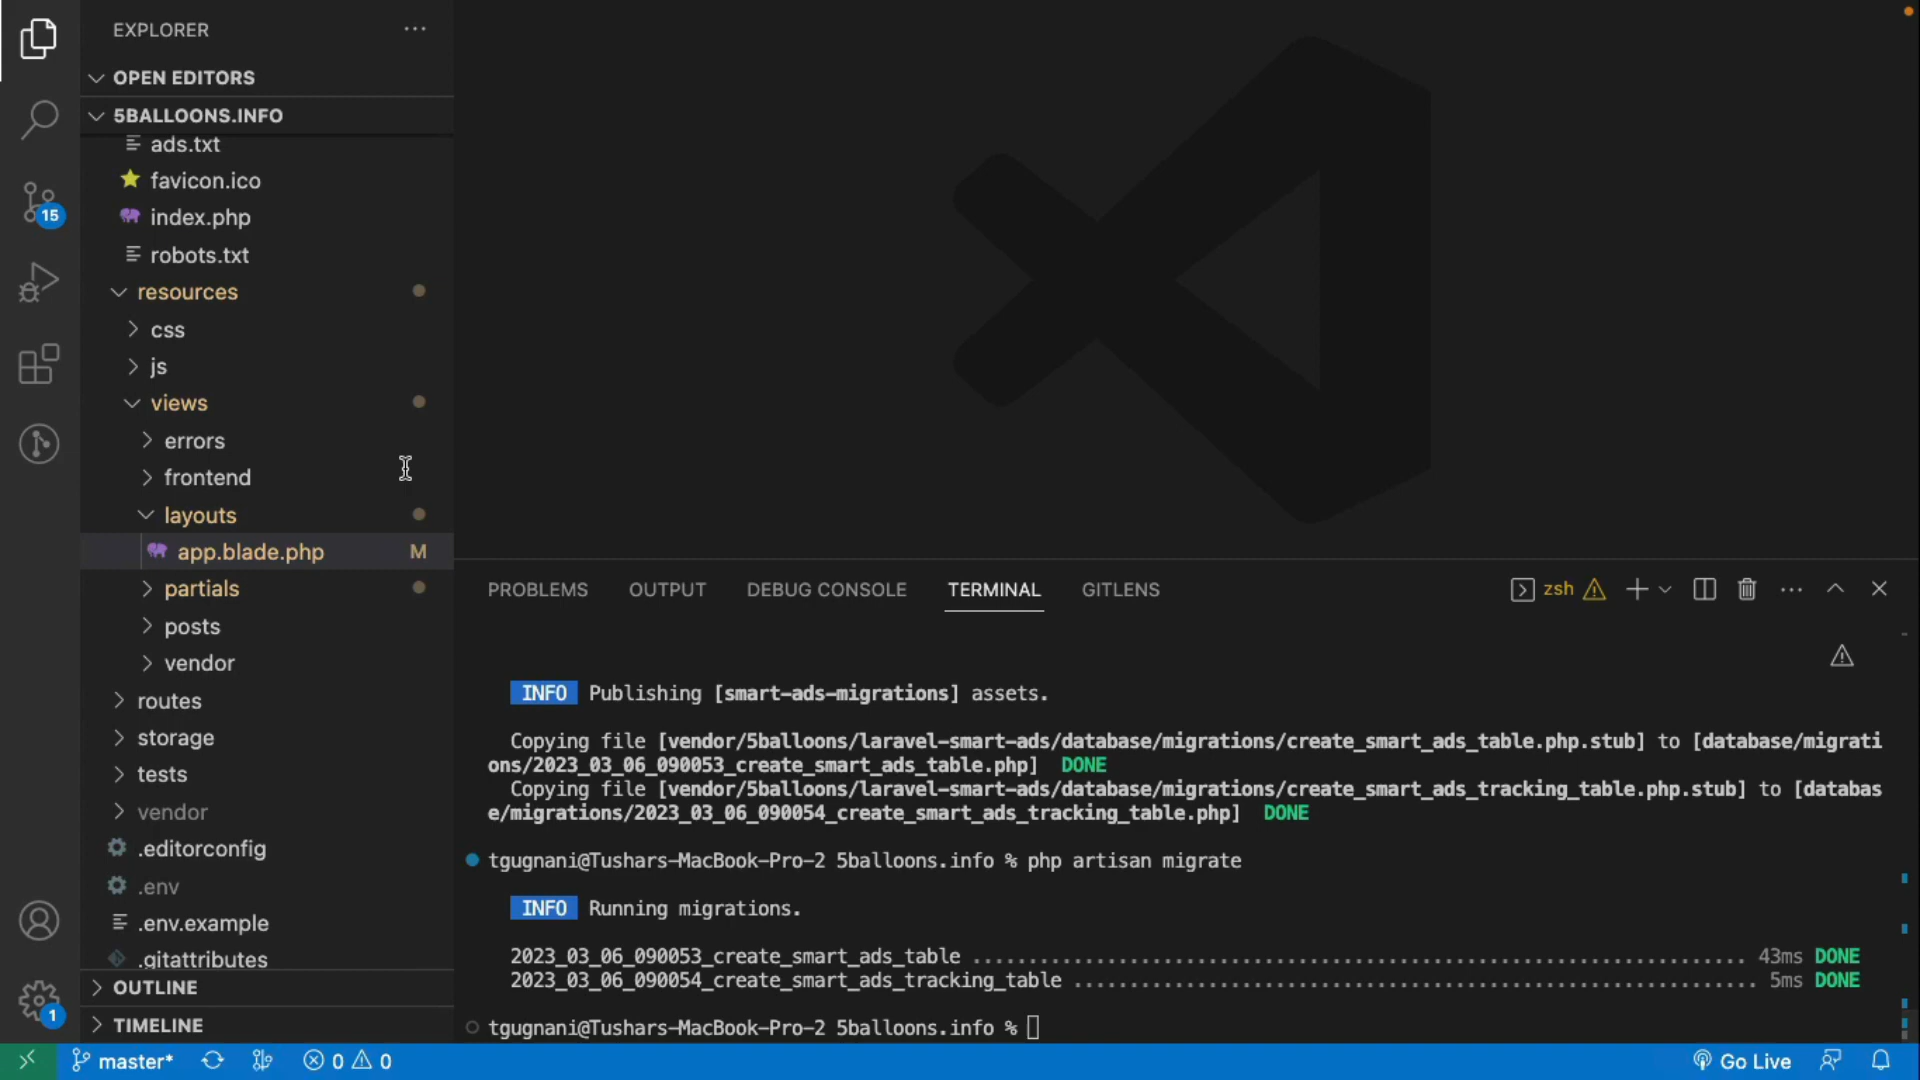 EXPLORER
OPEN EDITORS
5BALLOONS.INFO
ads.txt
favicon.ico
index.php
robots.txt
resources
css
js
views
errors
frontend
layouts
app.blade.php M
partials
posts
vendor
routes
storage
tests
vendor
.editorconfig
.env
.env.example
.gitattributes
OUTLINE
TIMELINE
15
1
PROBLEMS OUTPUT DEBUG CONSOLE TERMINAL GITLENS
zsh
INFO Publishing [smart-ads-migrations] assets.
Copying file [vendor/5balloons/laravel-smart-ads/database/migrations/create_smart_ads_table.php.stub] to [database/migrati
ons/2023_03_06_090053_create_smart_ads_table.php] DONE
Copying file [vendor/5balloons/laravel-smart-ads/database/migrations/create_smart_ads_tracking_table.php.stub] to [databas
e/migrations/2023_03_06_090054_create_smart_ads_tracking_table.php] DONE
tgugnani@Tushars-MacBook-Pro-2 5balloons.info % php artisan migrate
INFO Running migrations.
2023_03_06_090053_create_smart_ads_table ..................................................................... 43ms DONE
2023_03_06_090054_create_smart_ads_tracking_table ............................................................. 5ms DONE
tgugnani@Tushars-MacBook-Pro-2 5balloons.info %
master* 0 0 Go Live